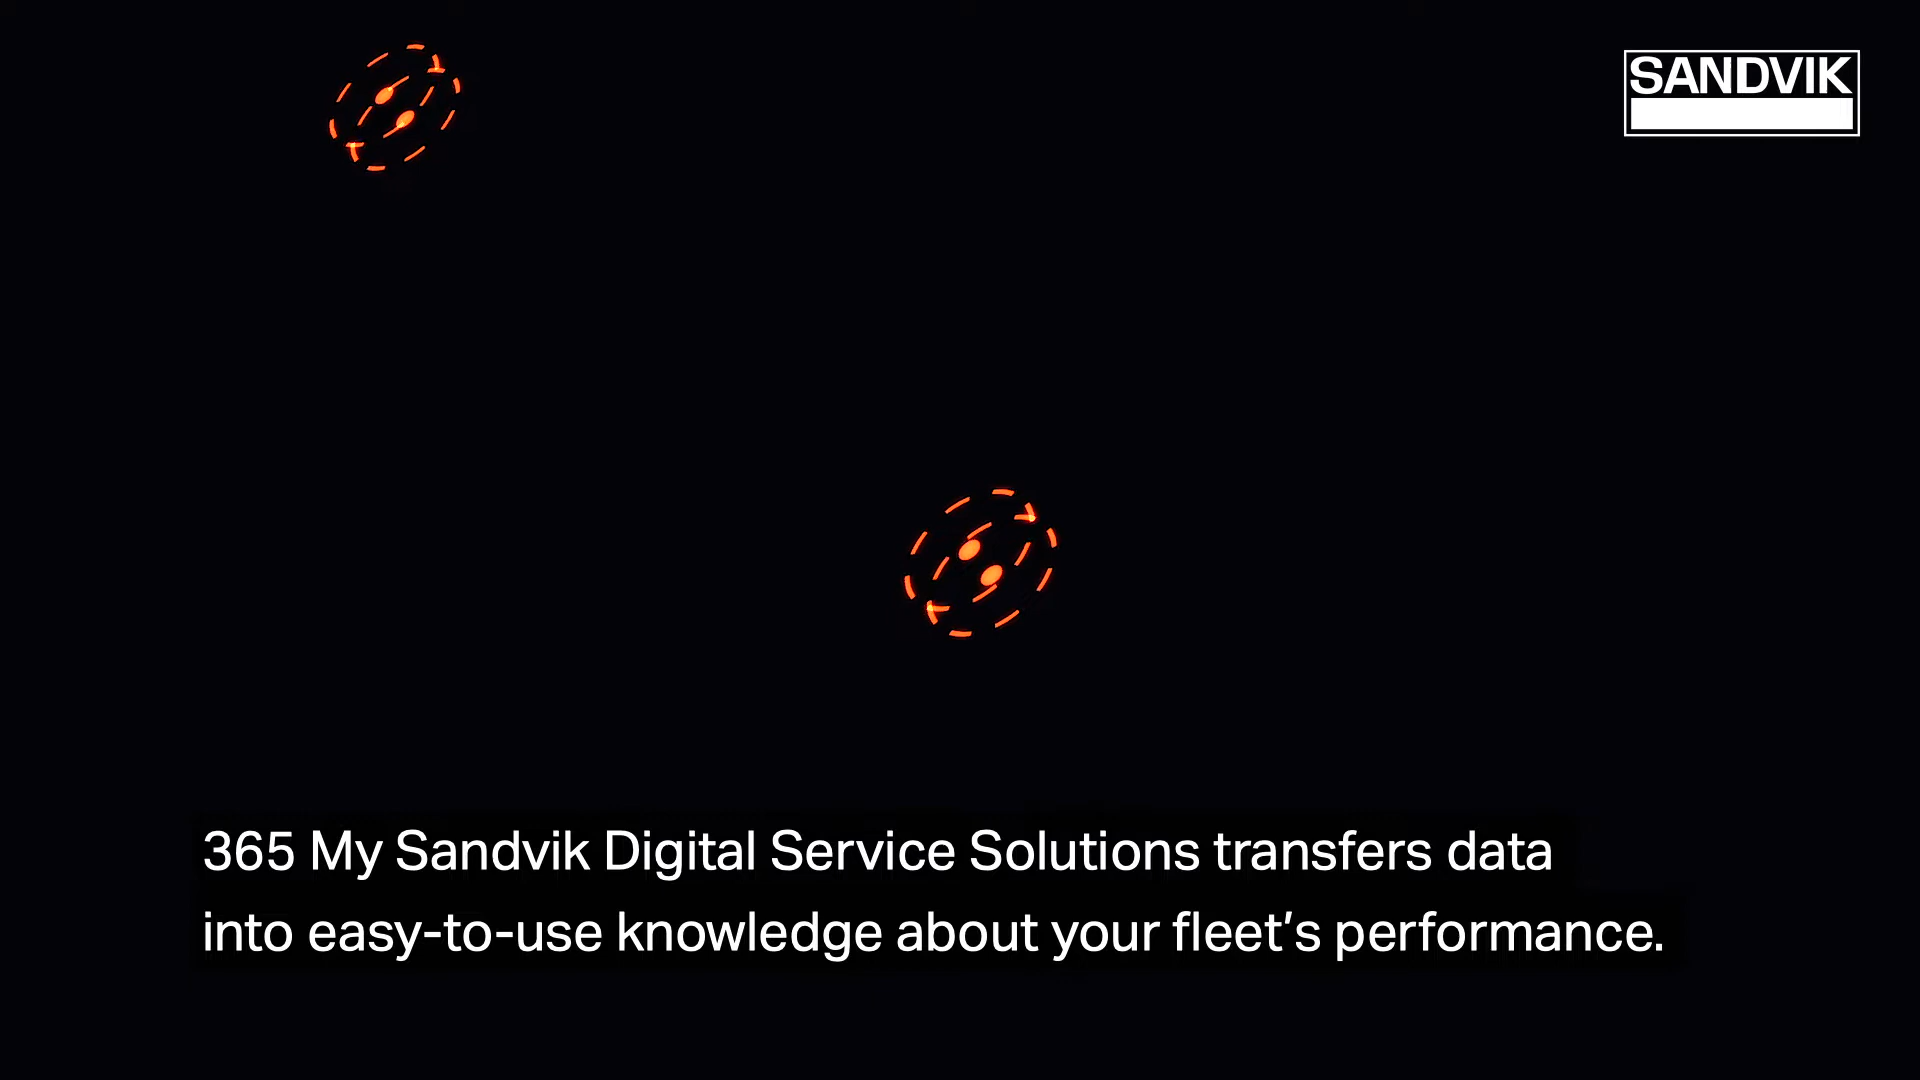 SANDVIK
365 My Sandvik Digital Service Solutions transfers data
into easy-to-use knowledge about your fleet’s performance.